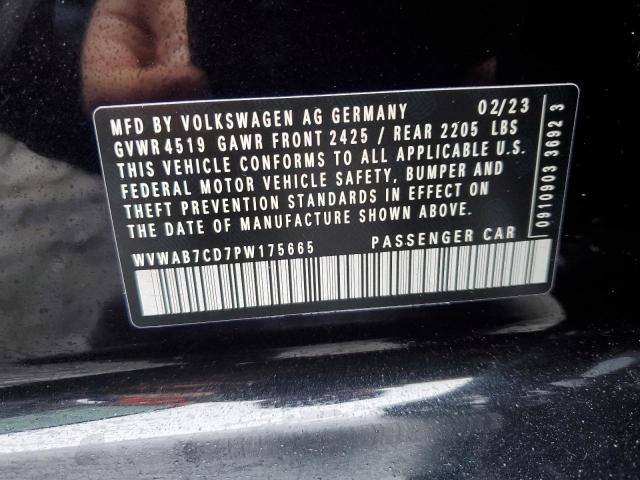 MFD BY VOLKSWAGEN AG GERMANY 02/23
GVWR 4519 GAWR FRONT 2425 / REAR 2205 LBS
THIS VEHICLE CONFORMS TO ALL APPLICABLE U.S.
FEDERAL MOTOR VEHICLE SAFETY, BUMPER AND
THEFT PREVENTION STANDARDS IN EFFECT ON
THE DATE OF MANUFACTURE SHOWN ABOVE.
WVWAB7CD7PW175665 PASSENGER CAR
0910903 3692 3